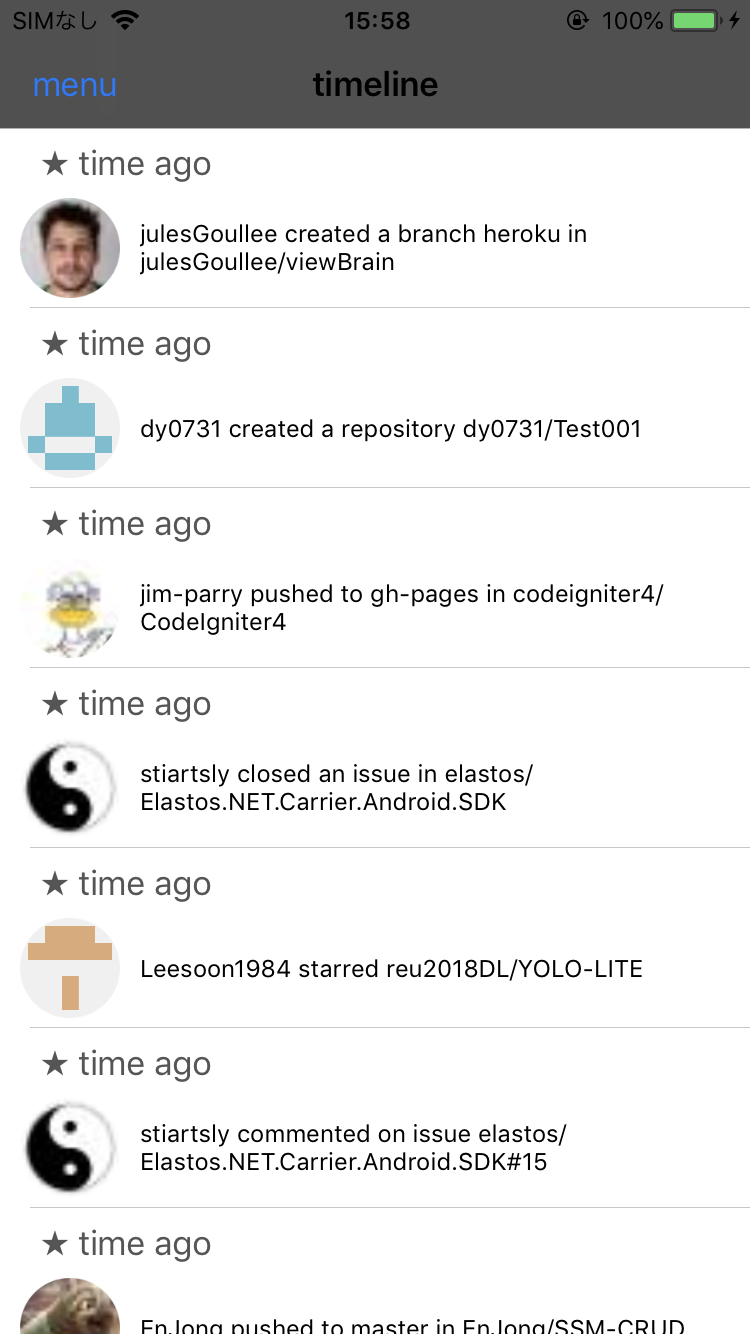 SIMなし 15:58 100%
menu timeline
★ time ago
julesGoullee created a branch heroku in
julesGoullee/viewBrain
★ time ago
dy0731 created a repository dy0731/Test001
★ time ago
jim-parry pushed to gh-pages in codeigniter4/
CodeIgniter4
★ time ago
stiartsly closed an issue in elastos/
Elastos.NET.Carrier.Android.SDK
★ time ago
Leesoon1984 starred reu2018DL/YOLO-LITE
★ time ago
stiartsly commented on issue elastos/
Elastos.NET.Carrier.Android.SDK#15
★ time ago
EnJong pushed to master in EnJong/SSM-CRUD